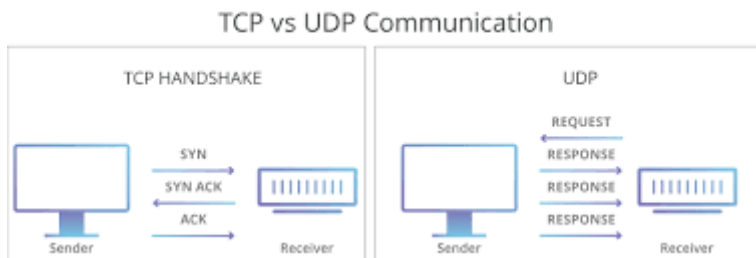 TCP vs UDP Communication
TCP HANDSHAKE
SYN
SYN ACK
ACK
Sender
Receiver
UDP
REQUEST
RESPONSE
RESPONSE
RESPONSE
Sender
Receiver